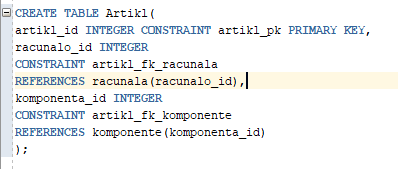 CREATE TABLE Artikl(
artikl_id INTEGER CONSTRAINT artikl_pk PRIMARY KEY,
racunalo_id INTEGER
CONSTRAINT artikl_fk_racunala
REFERENCES racunala(racunalo_id),
komponenta_id INTEGER
CONSTRAINT artikl_fk_komponente
REFERENCES komponente(komponenta_id)
);